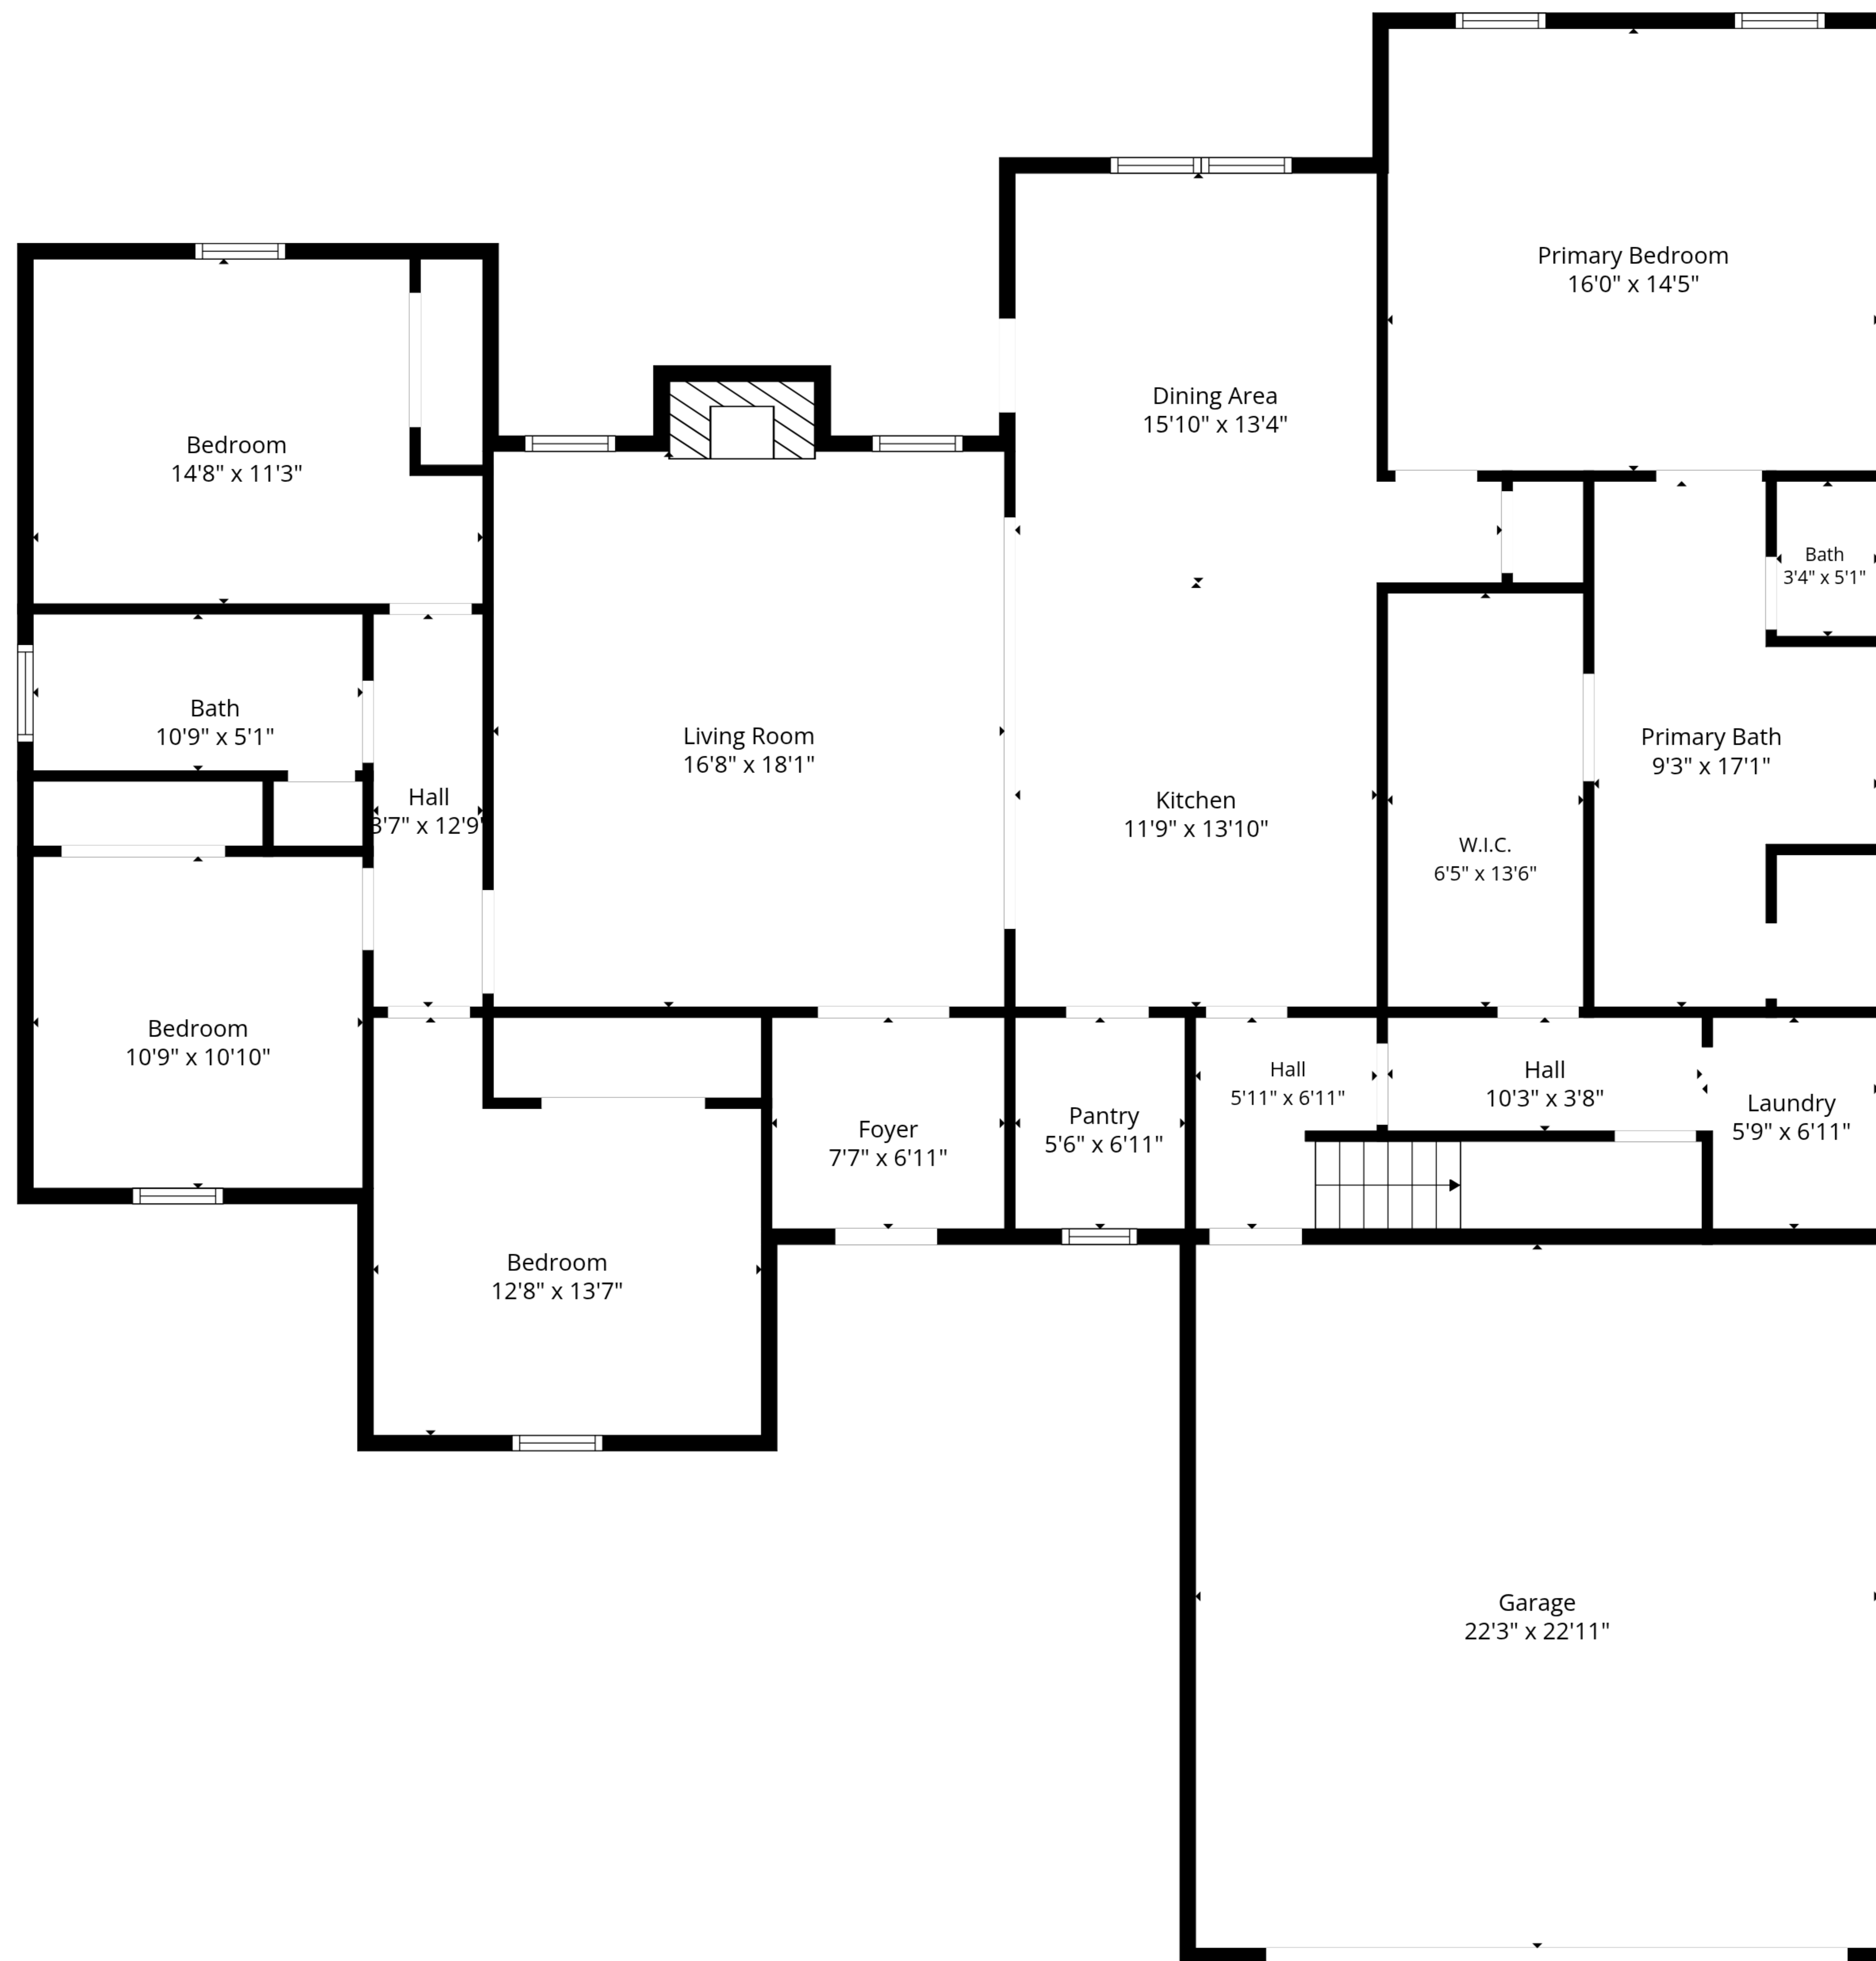 Primary Bedroom
16'0" x 14'5"
Dining Area
15'10" x 13'4"
Bedroom
14'8" x 11'3"
Bath
3'4" x 5'1"
Bath
10'9" x 5'1"
Living Room
16'8" x 18'1"
Primary Bath
9'3" x 17'1"
Hall
3'7" x 12'9"
Kitchen
11'9" x 13'10"
W.I.C.
6'5" x 13'6"
Bedroom
10'9" x 10'10"
Hall
5'11" x 6'11"
Hall
10'3" x 3'8"
Laundry
5'9" x 6'11"
Pantry
5'6" x 6'11"
Foyer
7'7" x 6'11"
Bedroom
12'8" x 13'7"
Garage
22'3" x 22'11"